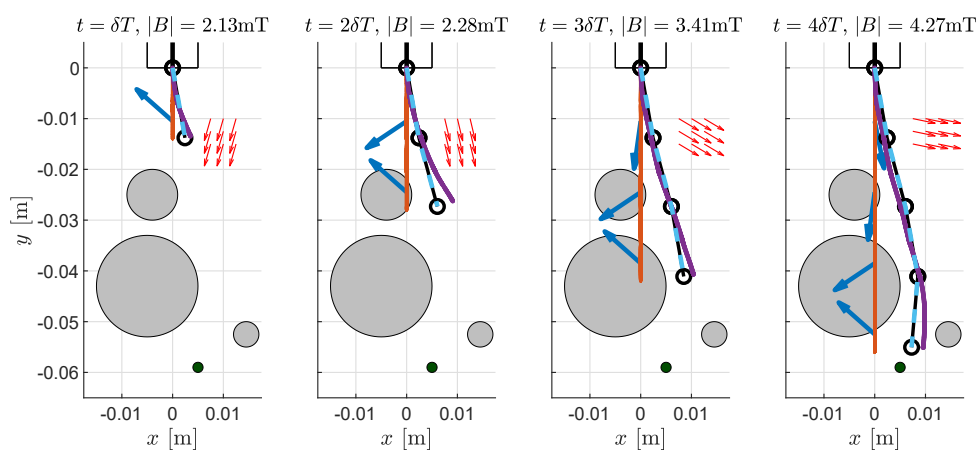 t = δT, |B| = 2.13mT
t = 2δT, |B| = 2.28mT
t = 3δT, |B| = 3.41mT
t = 4δT, |B| = 4.27mT
0
-0.01
-0.02
-0.03
-0.04
-0.05
-0.06
y [m]
-0.01 0 0.01
-0.01 0 0.01
-0.01 0 0.01
-0.01 0 0.01
x [m]
x [m]
x [m]
x [m]